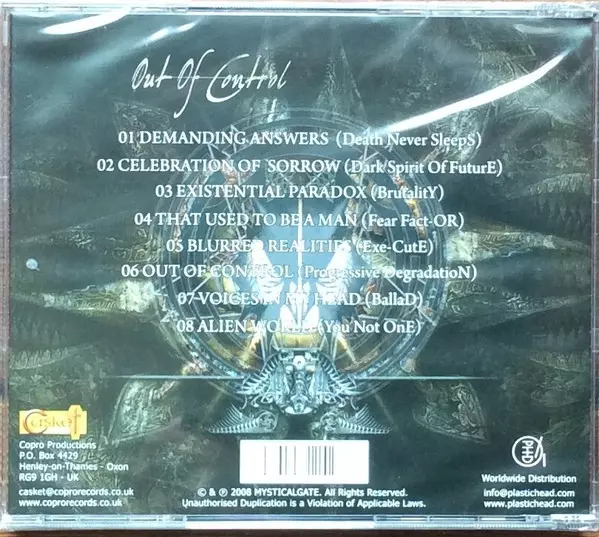 Out Of Control
01 DEMANDING ANSWERS (Death Never SleepS)
02 CELEBRATION OF SORROW (Dark Spirit Of FuturE)
03 EXISTENTIAL PARADOX (BrutalitY)
04 THAT USED TO BE A MAN (Fear Fact-OR)
05 BLURRED REALITIES (Exe-CutE)
06 OUT OF CONTROL (Progressive DegradatioN)
07 VOICES IN MY HEAD (BallaD)
08 ALIEN WORLD (You Not OnE)
Casket
Copro Productions
P.O. Box 4429
Henley-on-Thames - Oxon
RG9 1GH - UK
casket@coprorecords.co.uk
www.coprorecords.co.uk
© & ℗ 2008 MYSTICALGATE. All Rights Reserved.
Unauthorised Duplication is a Violation of Applicable Laws.
PHD
Worldwide Distribution
info@plastichead.com
www.plastichead.com